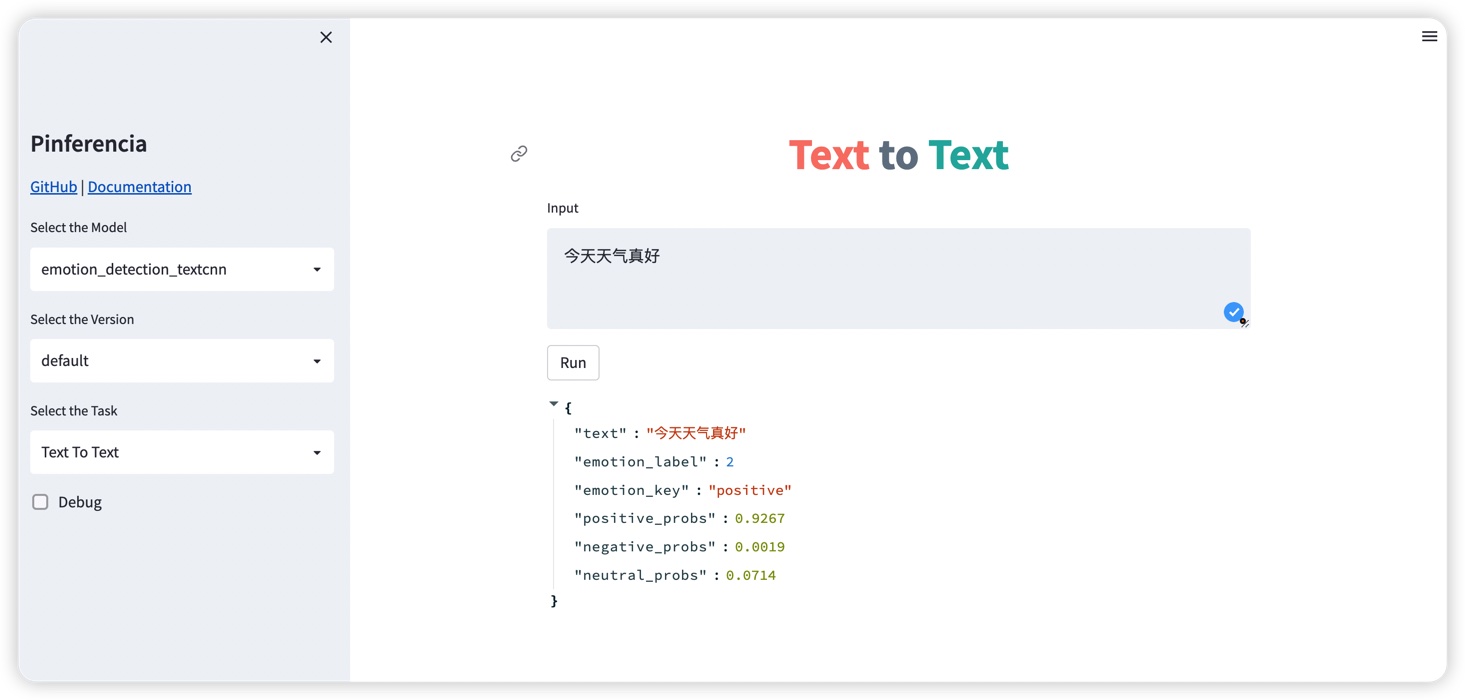 Pinferencia
GitHub | Documentation
Select the Model
emotion_detection_textcnn
Select the Version
default
Select the Task
Text To Text
Debug
Text to Text
Input
今天天气真好
Run
{
"text" : "今天天气真好"
"emotion_label" : 2
"emotion_key" : "positive"
"positive_probs" : 0.9267
"negative_probs" : 0.0019
"neutral_probs" : 0.0714
}